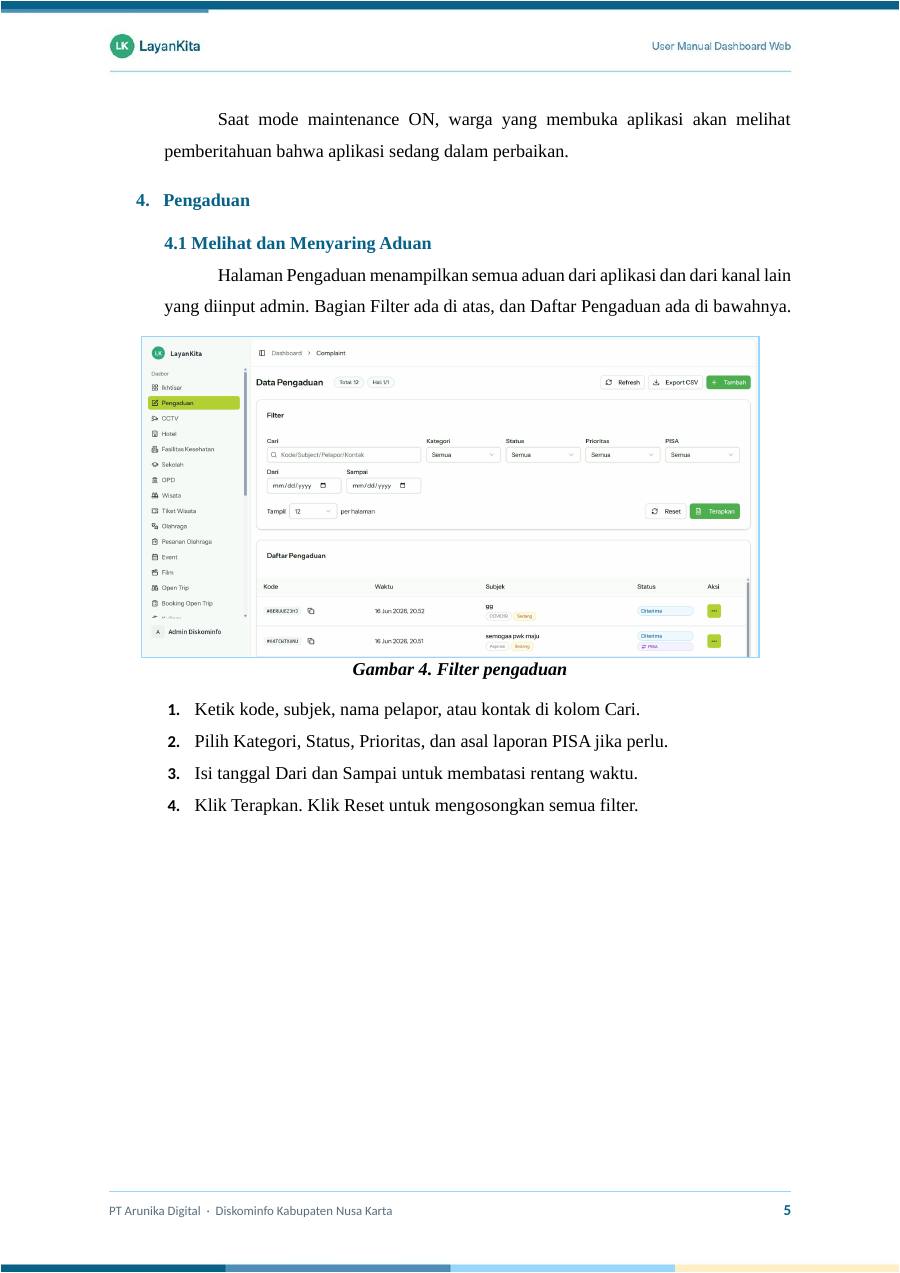 LK LayanKita
User Manual Dashboard Web
Saat mode maintenance ON, warga yang membuka aplikasi akan melihat
pemberitahuan bahwa aplikasi sedang dalam perbaikan.
4. Pengaduan
4.1 Melihat dan Menyaring Aduan
Halaman Pengaduan menampilkan semua aduan dari aplikasi dan dari kanal lain
yang diinput admin. Bagian Filter ada di atas, dan Daftar Pengaduan ada di bawahnya.
LK LayanKita
Dasbor
Ikhtisar
Pengaduan
CCTV
Hotel
Fasilitas Kesehatan
Sekolah
OPD
Wisata
Tiket Wisata
Olahraga
Pesanan Olahraga
Event
Film
Open Trip
Booking Open Trip
A Admin Diskominfo
Dashboard > Complaint
Data Pengaduan Total: 12 Hal: 1/1 Refresh Export CSV + Tambah
Filter
Cari Kategori Status Prioritas PISA
Kode/Subject/Pelapor/Kontak Semua Semua Semua Semua
Dari Sampai
mm/dd/yyyy mm/dd/yyyy
Tampil 12 per halaman Reset Terapkan
Daftar Pengaduan
Kode Waktu Subjek Status Aksi
16 Jun 2026, 20.52 gg Diterima
Sedang
16 Jun 2026, 20.51 semogaa pwk maju Diterima
Aspirasi Sedang PISA
Gambar 4. Filter pengaduan
1. Ketik kode, subjek, nama pelapor, atau kontak di kolom Cari.
2. Pilih Kategori, Status, Prioritas, dan asal laporan PISA jika perlu.
3. Isi tanggal Dari dan Sampai untuk membatasi rentang waktu.
4. Klik Terapkan. Klik Reset untuk mengosongkan semua filter.
PT Arunika Digital · Diskominfo Kabupaten Nusa Karta
5